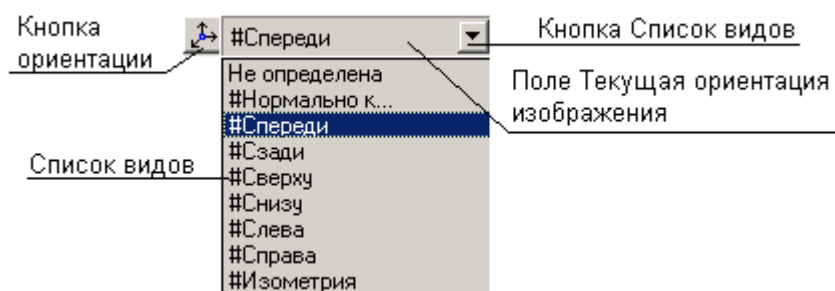 Кнопка
ориентации
#Спереди
Кнопка Список видов
Не определена
#Нормально к...
#Спереди
#Сзади
#Сверху
#Снизу
#Слева
#Справа
#Изометрия
Поле Текущая ориентация
изображения
Список видов